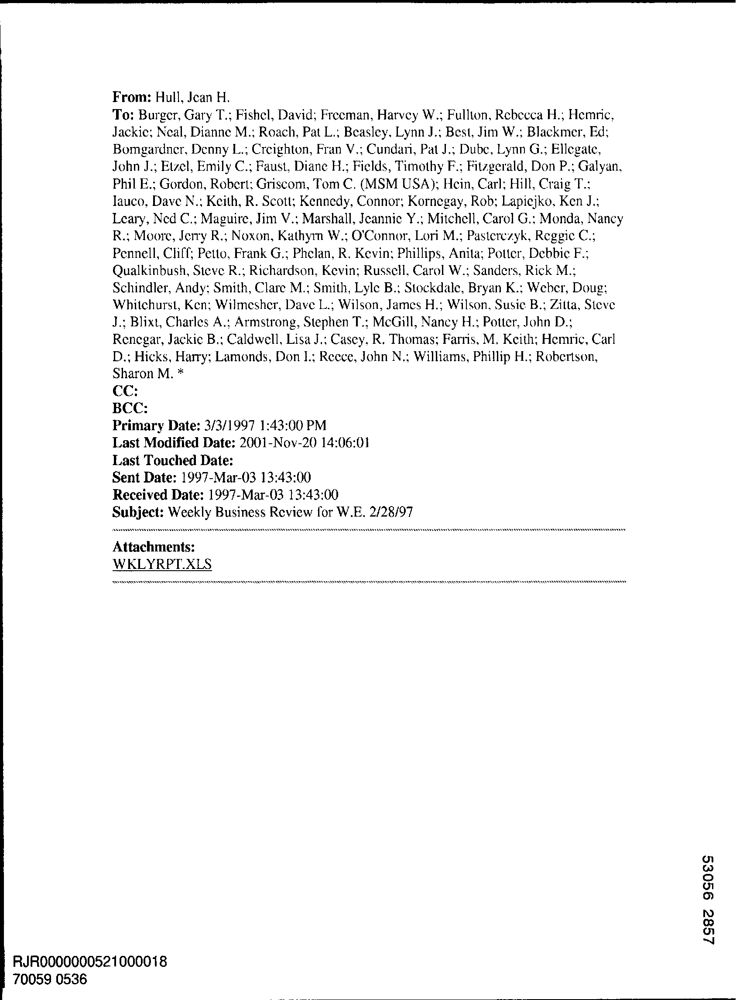 From: Hull, Jean H.
To: Burger, Gary T.; Fishel, David; Freeman, Harvey W.; Fullton, Rebecca H.; Hemric,
Jackie; Neal, Dianne M.; Roach, Pat L.; Beasley, Lynn J.; Best, Jim W.; Blackmer, Ed;
Bomgardner, Denny L.; Creighton, Fran V.; Cundari, Pat J.; Dube, Lynn G.; Ellegate,
John J.; Etzel, Emily C.; Faust, Diane H.; Fields, Timothy F.; Fitzgerald, Don P.; Galyan,
Phil E.; Gordon, Robert; Griscom, Tom C. (MSM USA); Hein, Carl; Hill, Craig T.;
Iauco, Dave N.; Keith, R. Scott; Kennedy, Connor; Kornegay, Rob; Lapiejko, Ken J.;
Leary, Ned C.; Maguire, Jim V.; Marshall, Jeannie Y.; Mitchell, Carol G.; Monda, Nancy
R.; Moore, Jerry R.; Noxon, Kathyrn W.; O'Connor, Lori M.; Pasterczyk, Reggie C.;
Pennell, Cliff; Petto, Frank G.; Phelan, R. Kevin; Phillips, Anita; Potter, Debbie F.;
Qualkinbush, Steve R.; Richardson, Kevin; Russell, Carol W.; Sanders, Rick M.;
Schindler, Andy; Smith, Clare M.; Smith, Lyle B.; Stockdale, Bryan K.; Weber, Doug;
Whitehurst, Ken; Wilmesher, Dave L.; Wilson, James H.; Wilson, Susie B.; Zitta, Steve
J.; Blixt, Charles A.; Armstrong, Stephen T.; McGill, Nancy H.; Potter, John D.;
Renegar, Jackie B.; Caldwell, Lisa J.; Casey, R. Thomas; Farris, M. Keith; Hemric, Carl
D.; Hicks, Harry; Lamonds, Don I.; Reece, John N.; Williams, Phillip H.; Robertson,
Sharon M. *
CC:
BCC:
Primary Date: 3/3/1997 1:43:00 PM
Last Modified Date: 2001-Nov-20 14:06:01
Last Touched Date:
Sent Date: 1997-Mar-03 13:43:00
Received Date: 1997-Mar-03 13:43:00
Subject: Weekly Business Review for W.E. 2/28/97
Attachments:
WKLYRPT.XLS
53056 2857
RJR0000000521000018
70059 0536